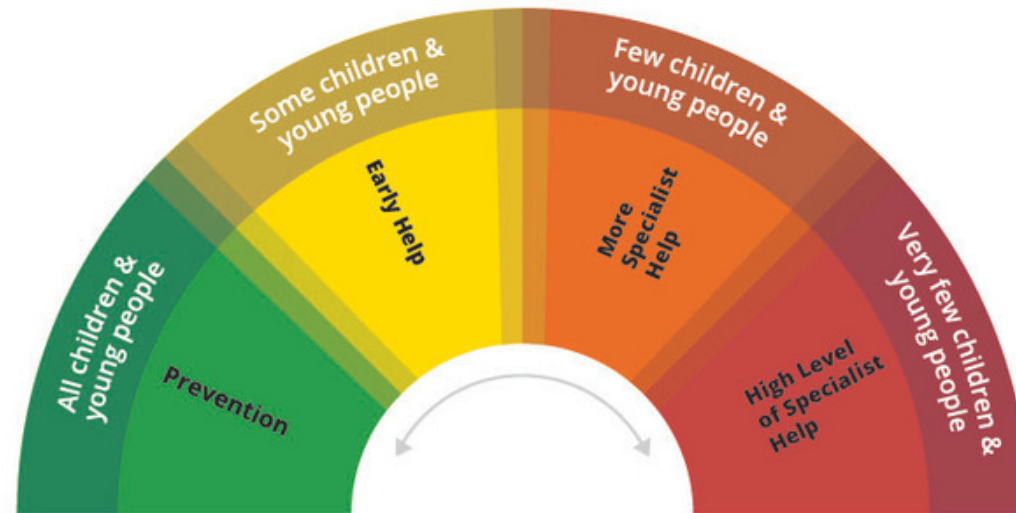 All children &
young people
Prevention
Some children &
young people
Early Help
Few children &
young people
More
Specialist
Help
Very few children &
young people
High Level
of Specialist
Help